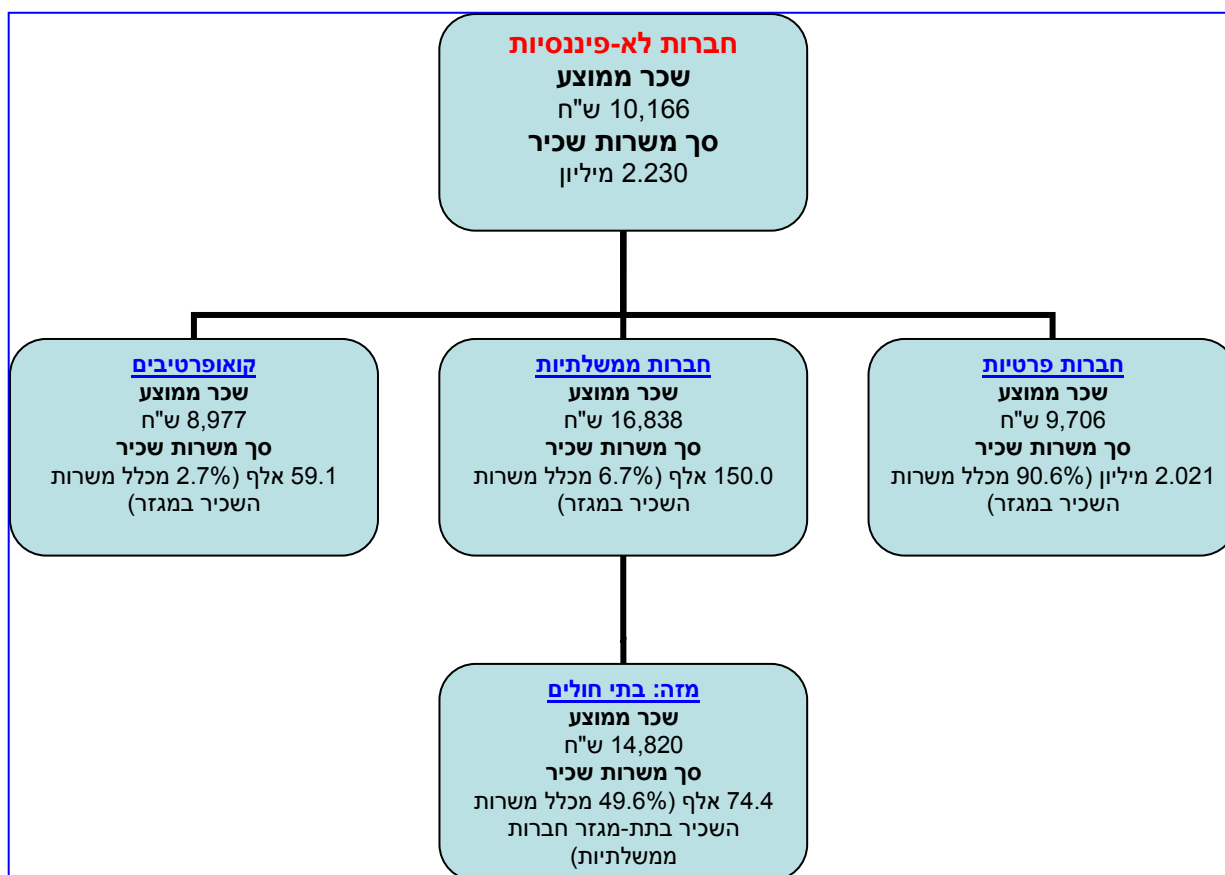 חברות לא-פיננסיות
שכר ממוצע
10,166 ש"ח
סך משרות שכיר
2.230 מיליון
חברות פרטיות
שכר ממוצע
9,706 ש"ח
סך משרות שכיר
2.021 מיליון (90.6% מכלל משרות
השכיר במגזר)
חברות ממשלתיות
שכר ממוצע
16,838 ש"ח
סך משרות שכיר
150.0 אלף (6.7% מכלל משרות
השכיר במגזר)
קואופרטיבים
שכר ממוצע
8,977 ש"ח
סך משרות שכיר
59.1 אלף (2.7% מכלל משרות
השכיר במגזר)
מזה: בתי חולים
שכר ממוצע
14,820 ש"ח
סך משרות שכיר
74.4 אלף (49.6% מכלל משרות
השכיר בתת-מגזר חברות
ממשלתיות)